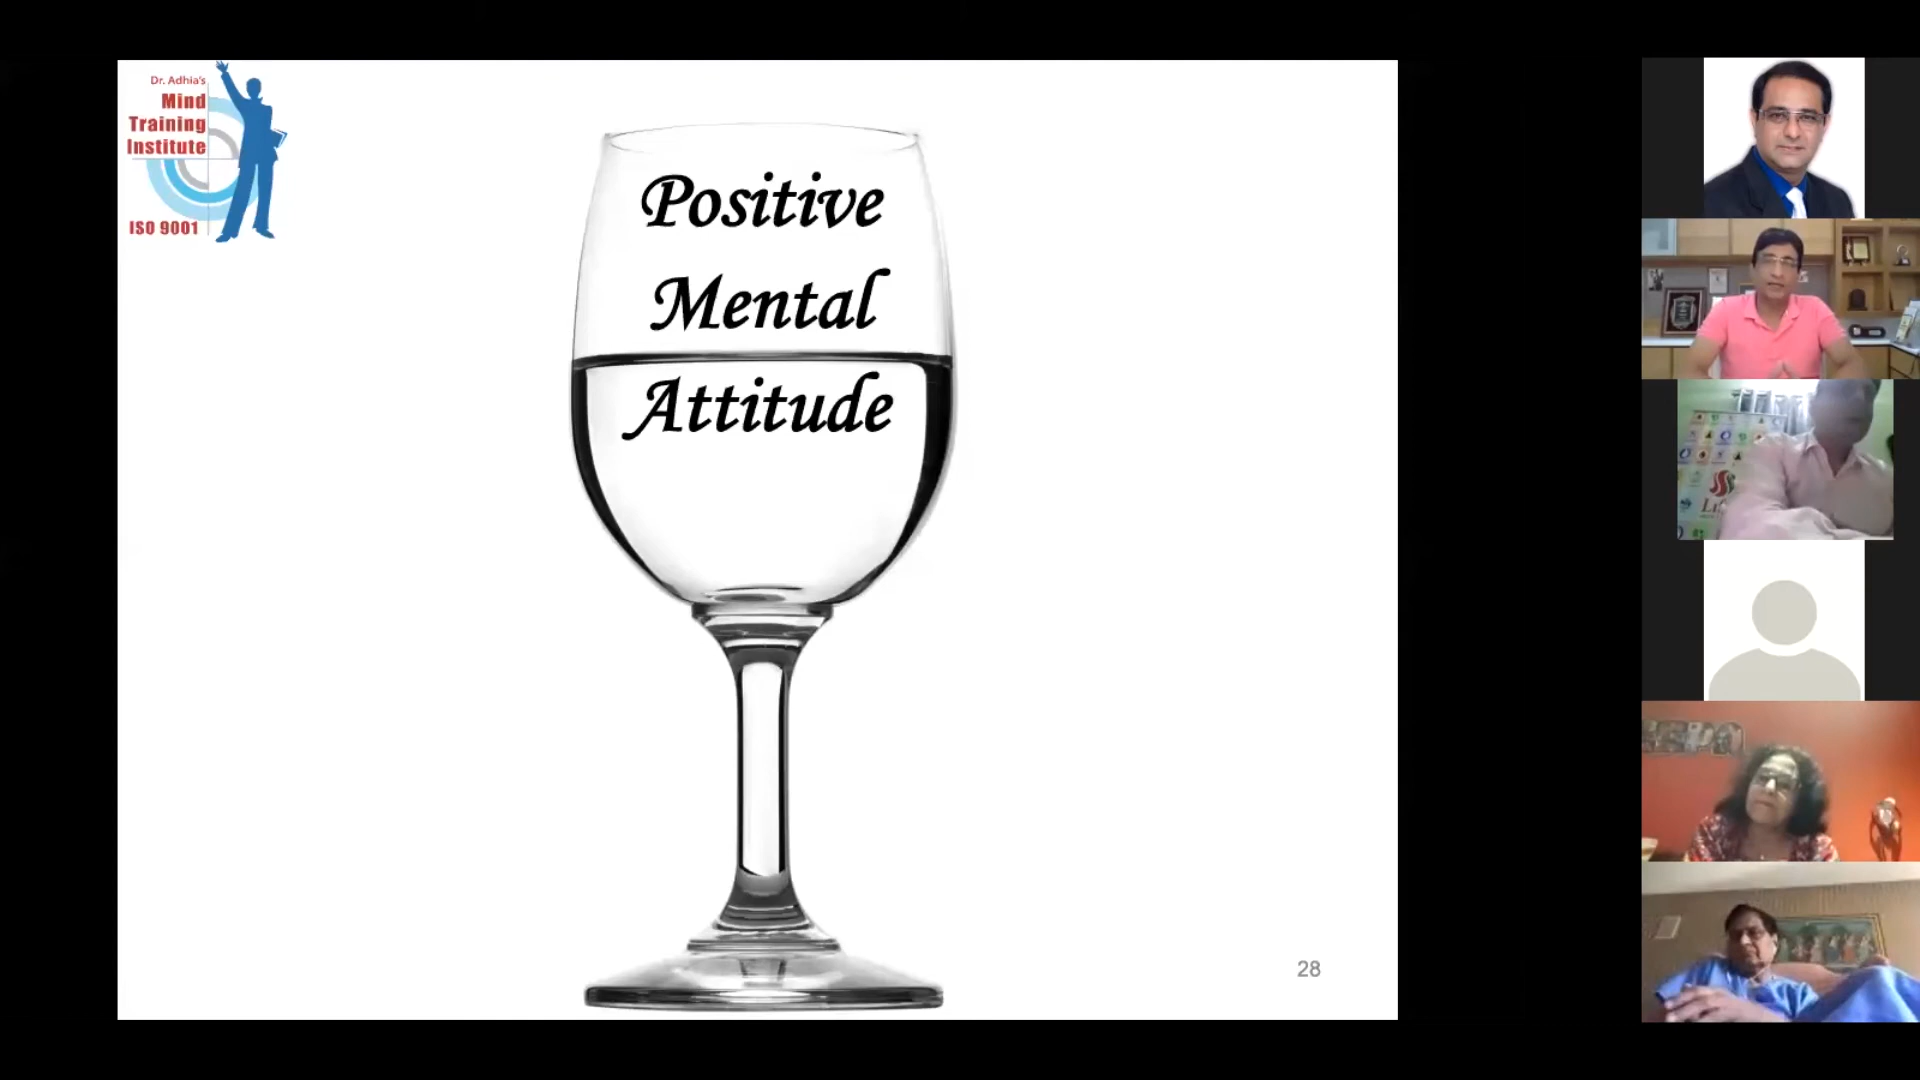 Dr. Adhia's
Mind
Training
Institute
ISO 9001
Positive
Mental
Attitude
28